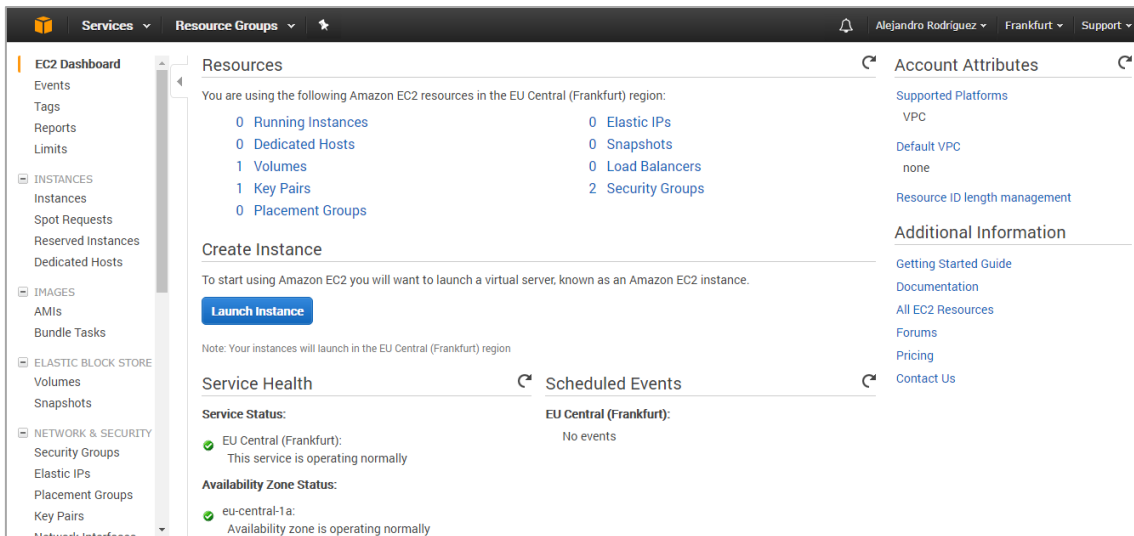 Services
Resource Groups
Alejandro Rodríguez
Frankfurt
Support
EC2 Dashboard
Events
Tags
Reports
Limits
INSTANCES
Instances
Spot Requests
Reserved Instances
Dedicated Hosts
IMAGES
AMIs
Bundle Tasks
ELASTIC BLOCK STORE
Volumes
Snapshots
NETWORK & SECURITY
Security Groups
Elastic IPs
Placement Groups
Key Pairs
Network Interfaces
Resources
You are using the following Amazon EC2 resources in the EU Central (Frankfurt) region:
0 Running Instances
0 Dedicated Hosts
1 Volumes
1 Key Pairs
0 Placement Groups
0 Elastic IPs
0 Snapshots
0 Load Balancers
2 Security Groups
Create Instance
To start using Amazon EC2 you will want to launch a virtual server, known as an Amazon EC2 instance.
Launch Instance
Note: Your instances will launch in the EU Central (Frankfurt) region
Service Health
Service Status:
EU Central (Frankfurt):
This service is operating normally
Availability Zone Status:
eu-central-1a:
Availability zone is operating normally
Scheduled Events
EU Central (Frankfurt):
No events
Account Attributes
Supported Platforms
VPC
Default VPC
none
Resource ID length management
Additional Information
Getting Started Guide
Documentation
All EC2 Resources
Forums
Pricing
Contact Us